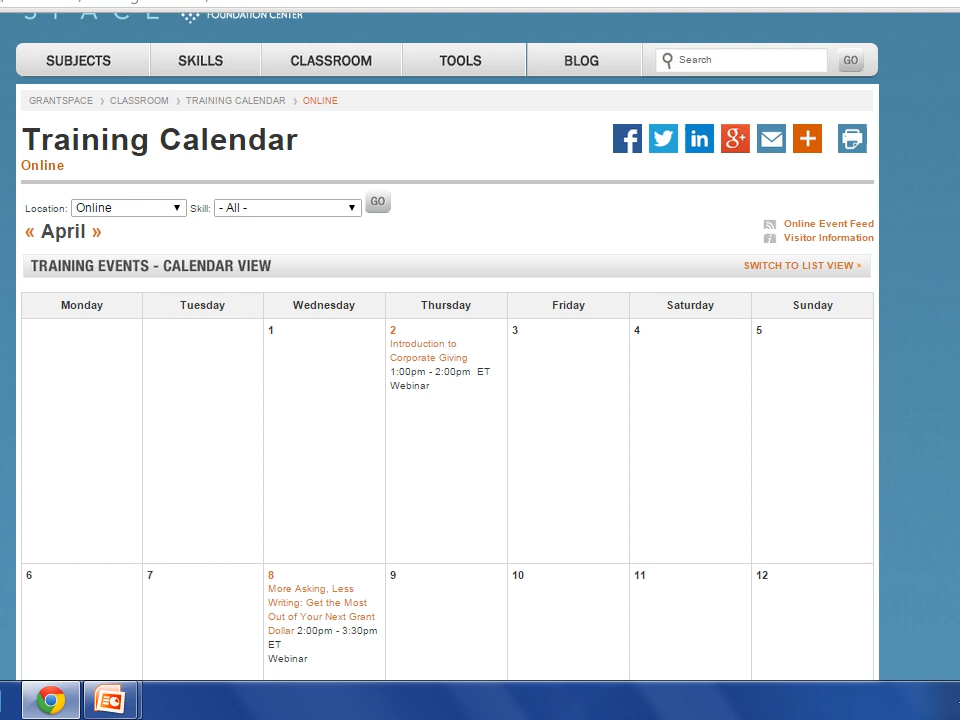 FOUNDATION CENTER
SUBJECTS SKILLS CLASSROOM TOOLS BLOG Search GO
GRANTSPACE › CLASSROOM › TRAINING CALENDAR › ONLINE
Training Calendar
Online
Location: Online Skill: - All - GO
« April »
Online Event Feed
Visitor Information
TRAINING EVENTS - CALENDAR VIEW SWITCH TO LIST VIEW »
Monday Tuesday Wednesday Thursday Friday Saturday Sunday
1 2 3 4 5
Introduction to
Corporate Giving
1:00pm - 2:00pm ET
Webinar
6 7 8 9 10 11 12
More Asking, Less
Writing: Get the Most
Out of Your Next Grant
Dollar 2:00pm - 3:30pm
ET
Webinar